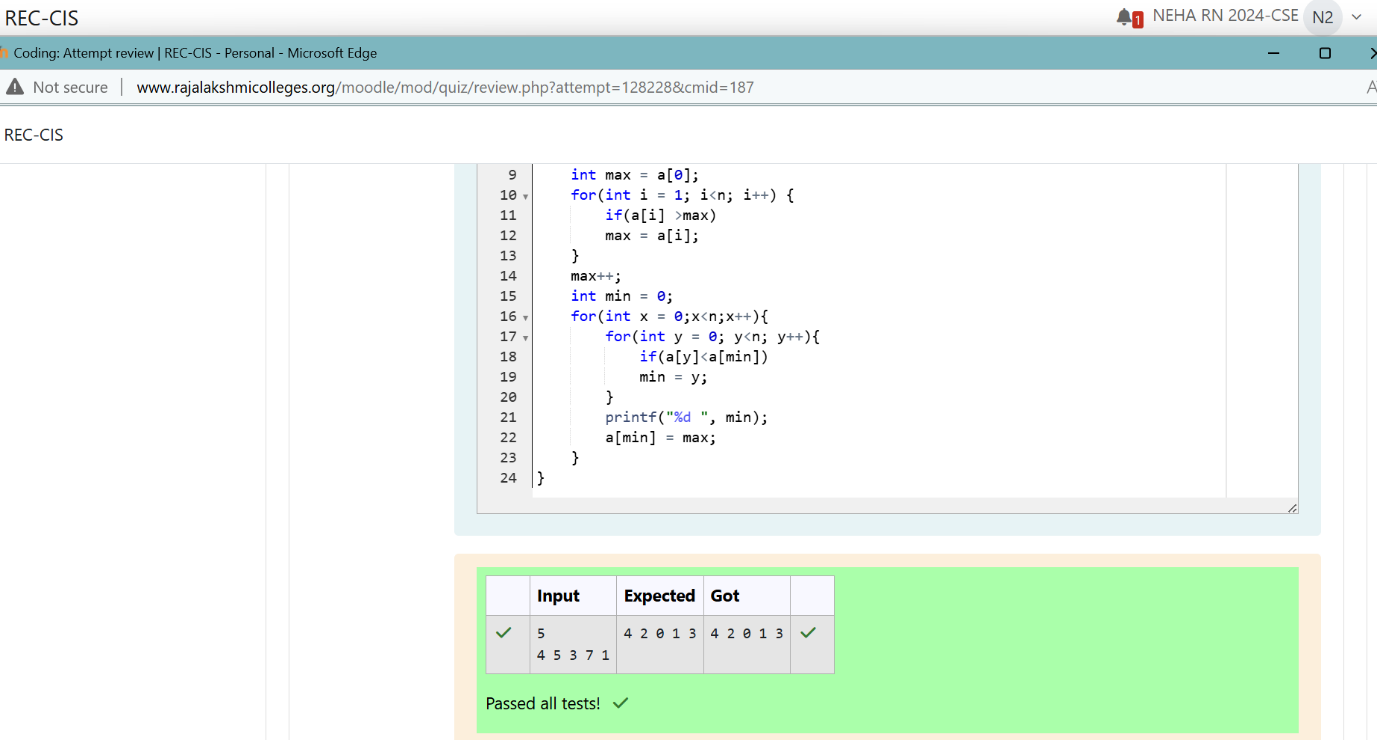 REC-CIS
1 NEHA RN 2024-CSE N2
Coding: Attempt review | REC-CIS - Personal - Microsoft Edge
Not secure | www.rajalakshmicolleges.org/moodle/mod/quiz/review.php?attempt=128228&cmid=187
REC-CIS
9 int max = a[0];
10 for(int i = 1; i<n; i++) {
11 if(a[i] >max)
12 max = a[i];
13 }
14 max++;
15 int min = 0;
16 for(int x = 0;x<n;x++){
17 for(int y = 0; y<n; y++){
18 if(a[y]<a[min])
19 min = y;
20 }
21 printf("%d ", min);
22 a[min] = max;
23 }
24 }
Input Expected Got
5 4 2 0 1 3 4 2 0 1 3
4 5 3 7 1
Passed all tests!